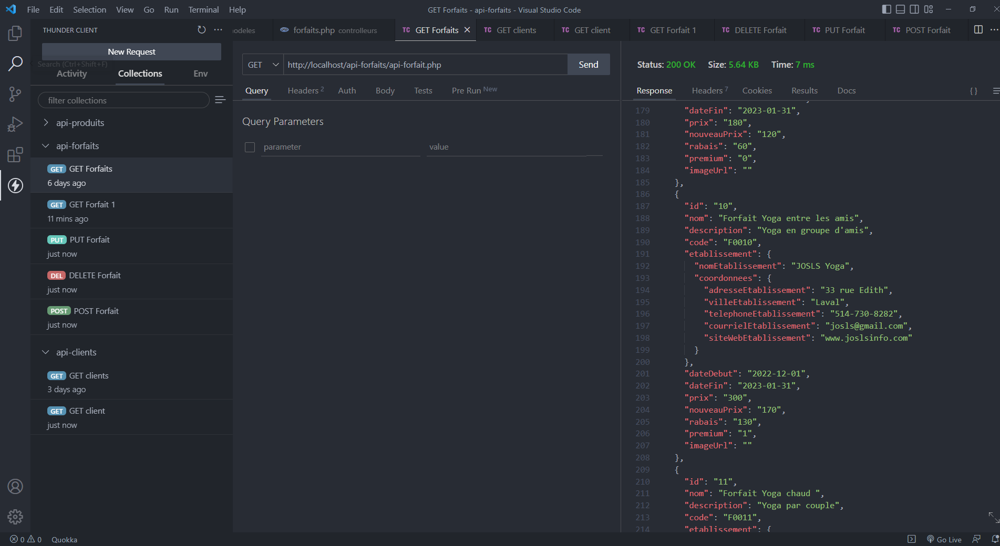 File Edit Selection View Go Run Terminal Help
GET Forfaits - api-forfaits - Visual Studio Code
THUNDER CLIENT
New Request
Search (Ctrl+Shift+F)
Activity Collections Env
filter collections
api-produits
api-forfaits
GET GET Forfaits
6 days ago
GET GET Forfait 1
11 mins ago
PUT PUT Forfait
just now
DEL DELETE Forfait
just now
POST POST Forfait
just now
api-clients
GET GET clients
3 days ago
GET GET client
just now
odeles
forfaits.php controlleurs
TC GET Forfaits
TC GET clients
TC GET client
TC GET Forfait 1
TC DELETE Forfait
TC PUT Forfait
TC POST Forfait
GET http://localhost/api-forfaits/api-forfait.php Send
Query Headers 2 Auth Body Tests Pre Run New
Query Parameters
parameter value
Status: 200 OK Size: 5.64 KB Time: 7 ms
Response Headers 7 Cookies Results Docs { }
179 "dateFin": "2023-01-31",
180 "prix": "180",
181 "nouveauPrix": "120",
182 "rabais": "60",
183 "premium": "0",
184 "imageUrl": ""
185 },
186 {
187 "id": "10",
188 "nom": "Forfait Yoga entre les amis",
189 "description": "Yoga en groupe d'amis",
190 "code": "F0010",
191 "etablissement": {
192 "nomEtablissement": "JOSLS Yoga",
193 "coordonnees": {
194 "adresseEtablissement": "33 rue Edith",
195 "villeEtablissement": "Laval",
196 "telephoneEtablissement": "514-730-8282",
197 "courrielEtablissement": "josls@gmail.com",
198 "siteWebEtablissement": "www.joslsinfo.com"
199 }
200 },
201 "dateDebut": "2022-12-01",
202 "dateFin": "2023-01-31",
203 "prix": "300",
204 "nouveauPrix": "170",
205 "rabais": "130",
206 "premium": "1",
207 "imageUrl": ""
208 },
209 {
210 "id": "11",
211 "nom": "Forfait Yoga chaud ",
212 "description": "Yoga par couple",
213 "code": "F0011",
214 "etablissement": {
0 0 Quokka
Go Live